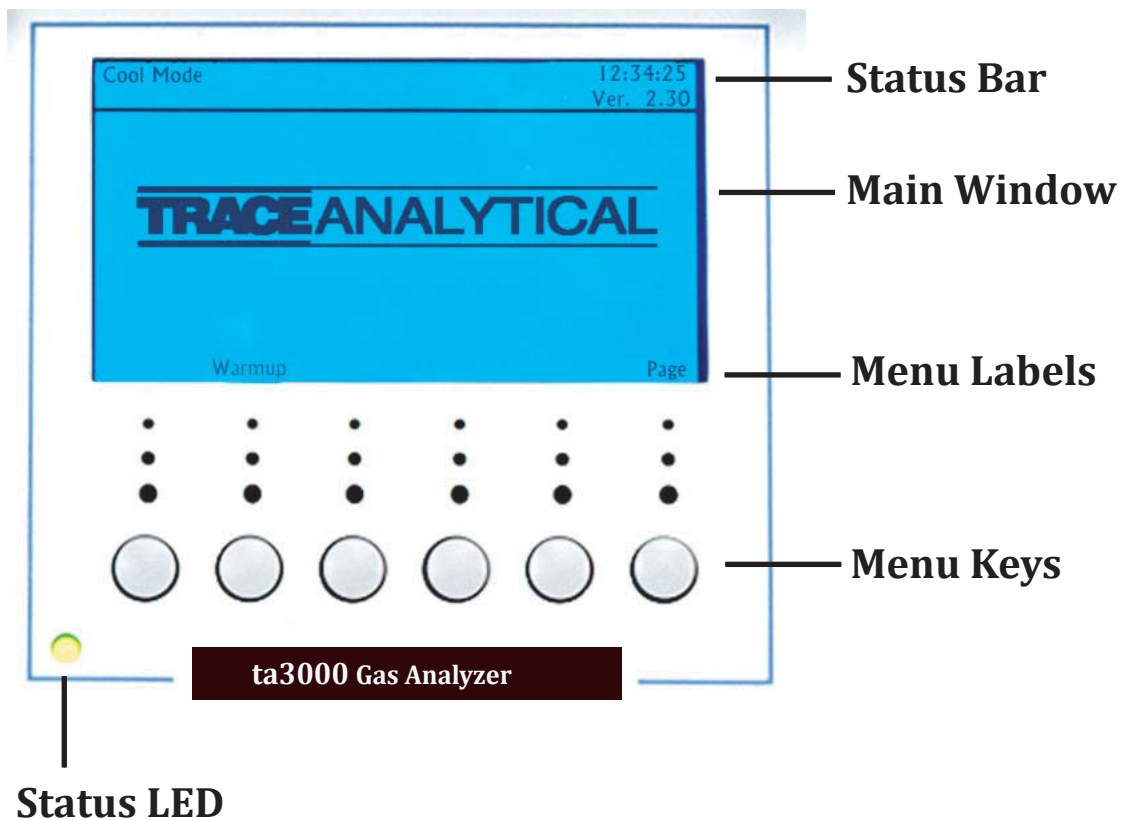 Cool Mode 12:34:25
Ver. 2.30
Status Bar
TRACEANALYTICAL
Main Window
Warmup Page
Menu Labels
Menu Keys
ta3000 Gas Analyzer
Status LED